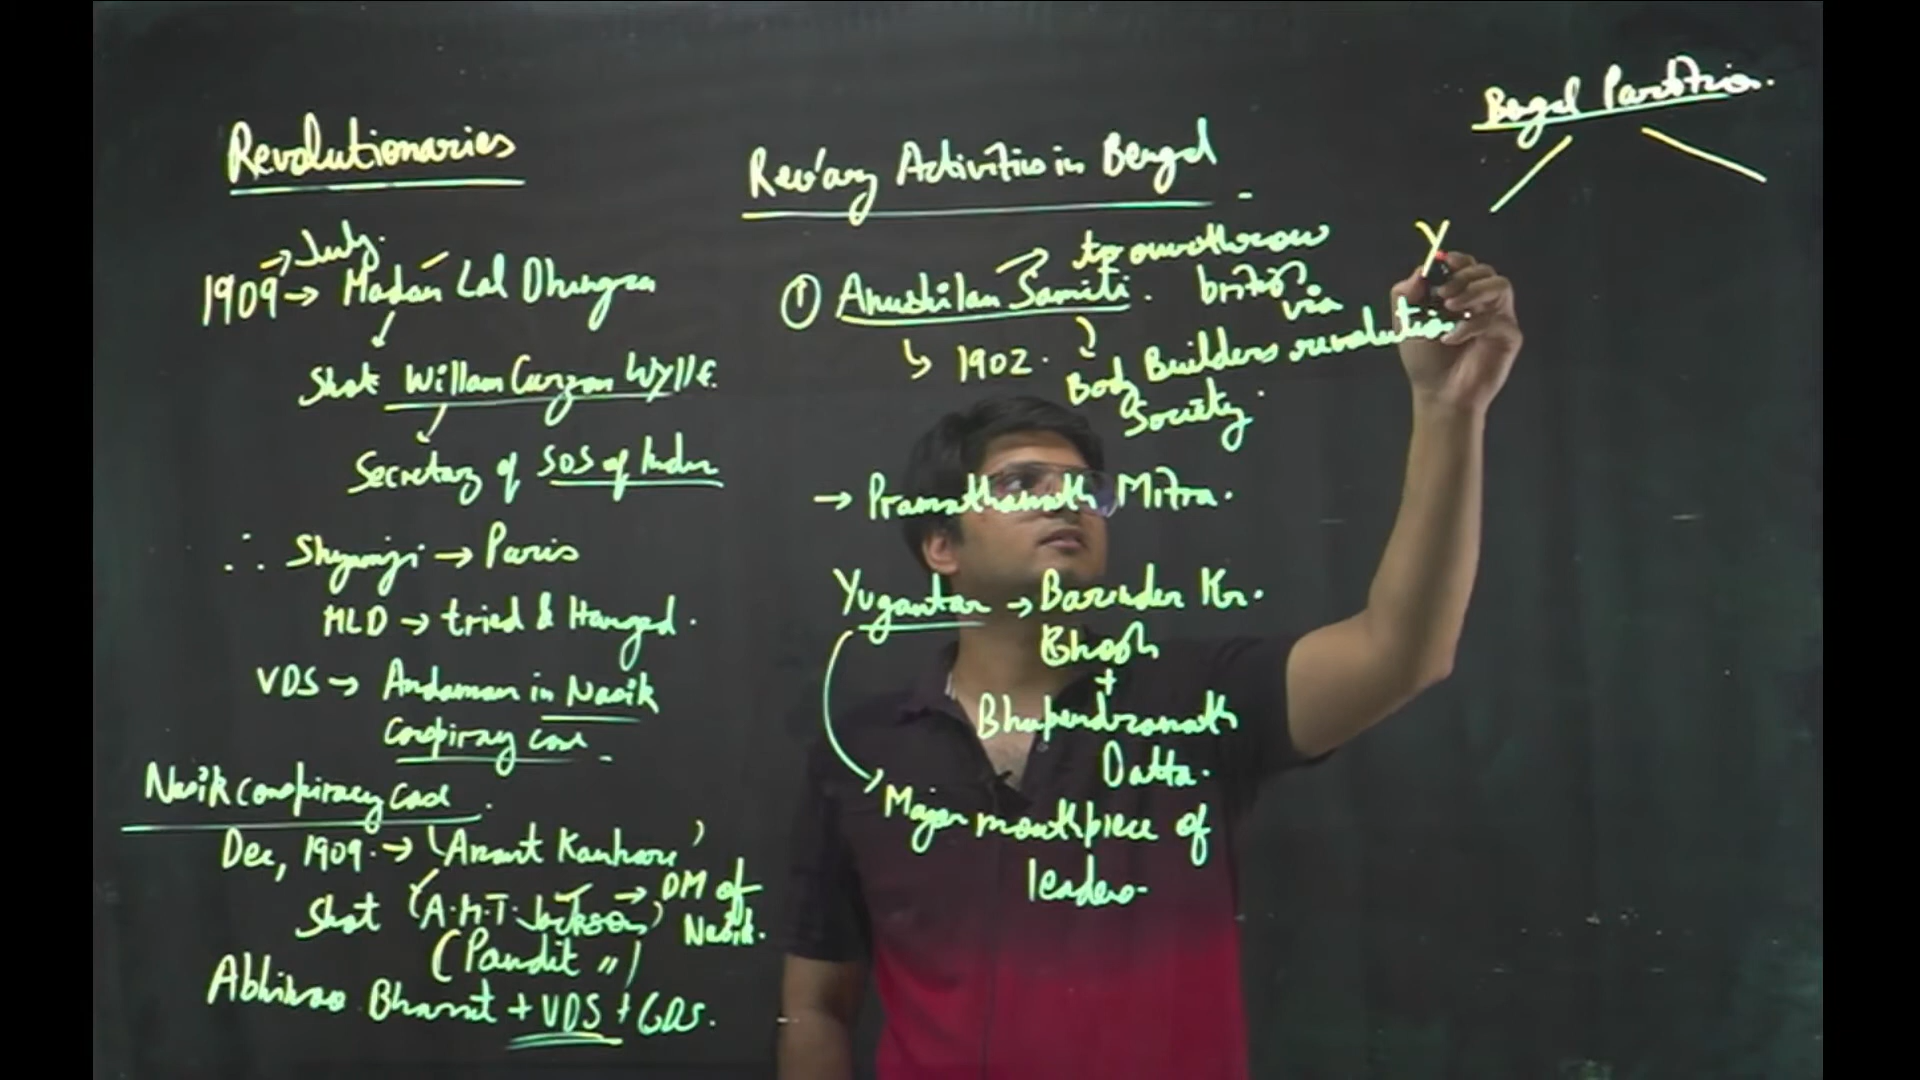 Revolutionaries
→ July.
1909 → Madan Lal Dhingra
Shot William Curzon Wylle.
Secretary of SOS of India
∴ Shyamji → Paris
MLD → tried & Hanged.
VDS → Andaman in Nasik
Conspiracy case.
Nasik conspiracy case.
Dec, 1909. → 'Anant Kanhare'
Shot (A.M.T. Jackson) → DM of
Nasik.
(Pandit 〃)
Abhinao Bharat + VDS + GDS.
Rev'ary Activities in Bengal
① Anushilan Samiti. → to overthrow
british via
revolution.
↳ 1902.
Body Builders
Society.
→ Pramathanath Mitra.
Yugantar → Barinder Kr.
Ghosh
+
Bhupendranath
Datta.
Major mouthpiece of
leaders.
Bengal Partition.
Y